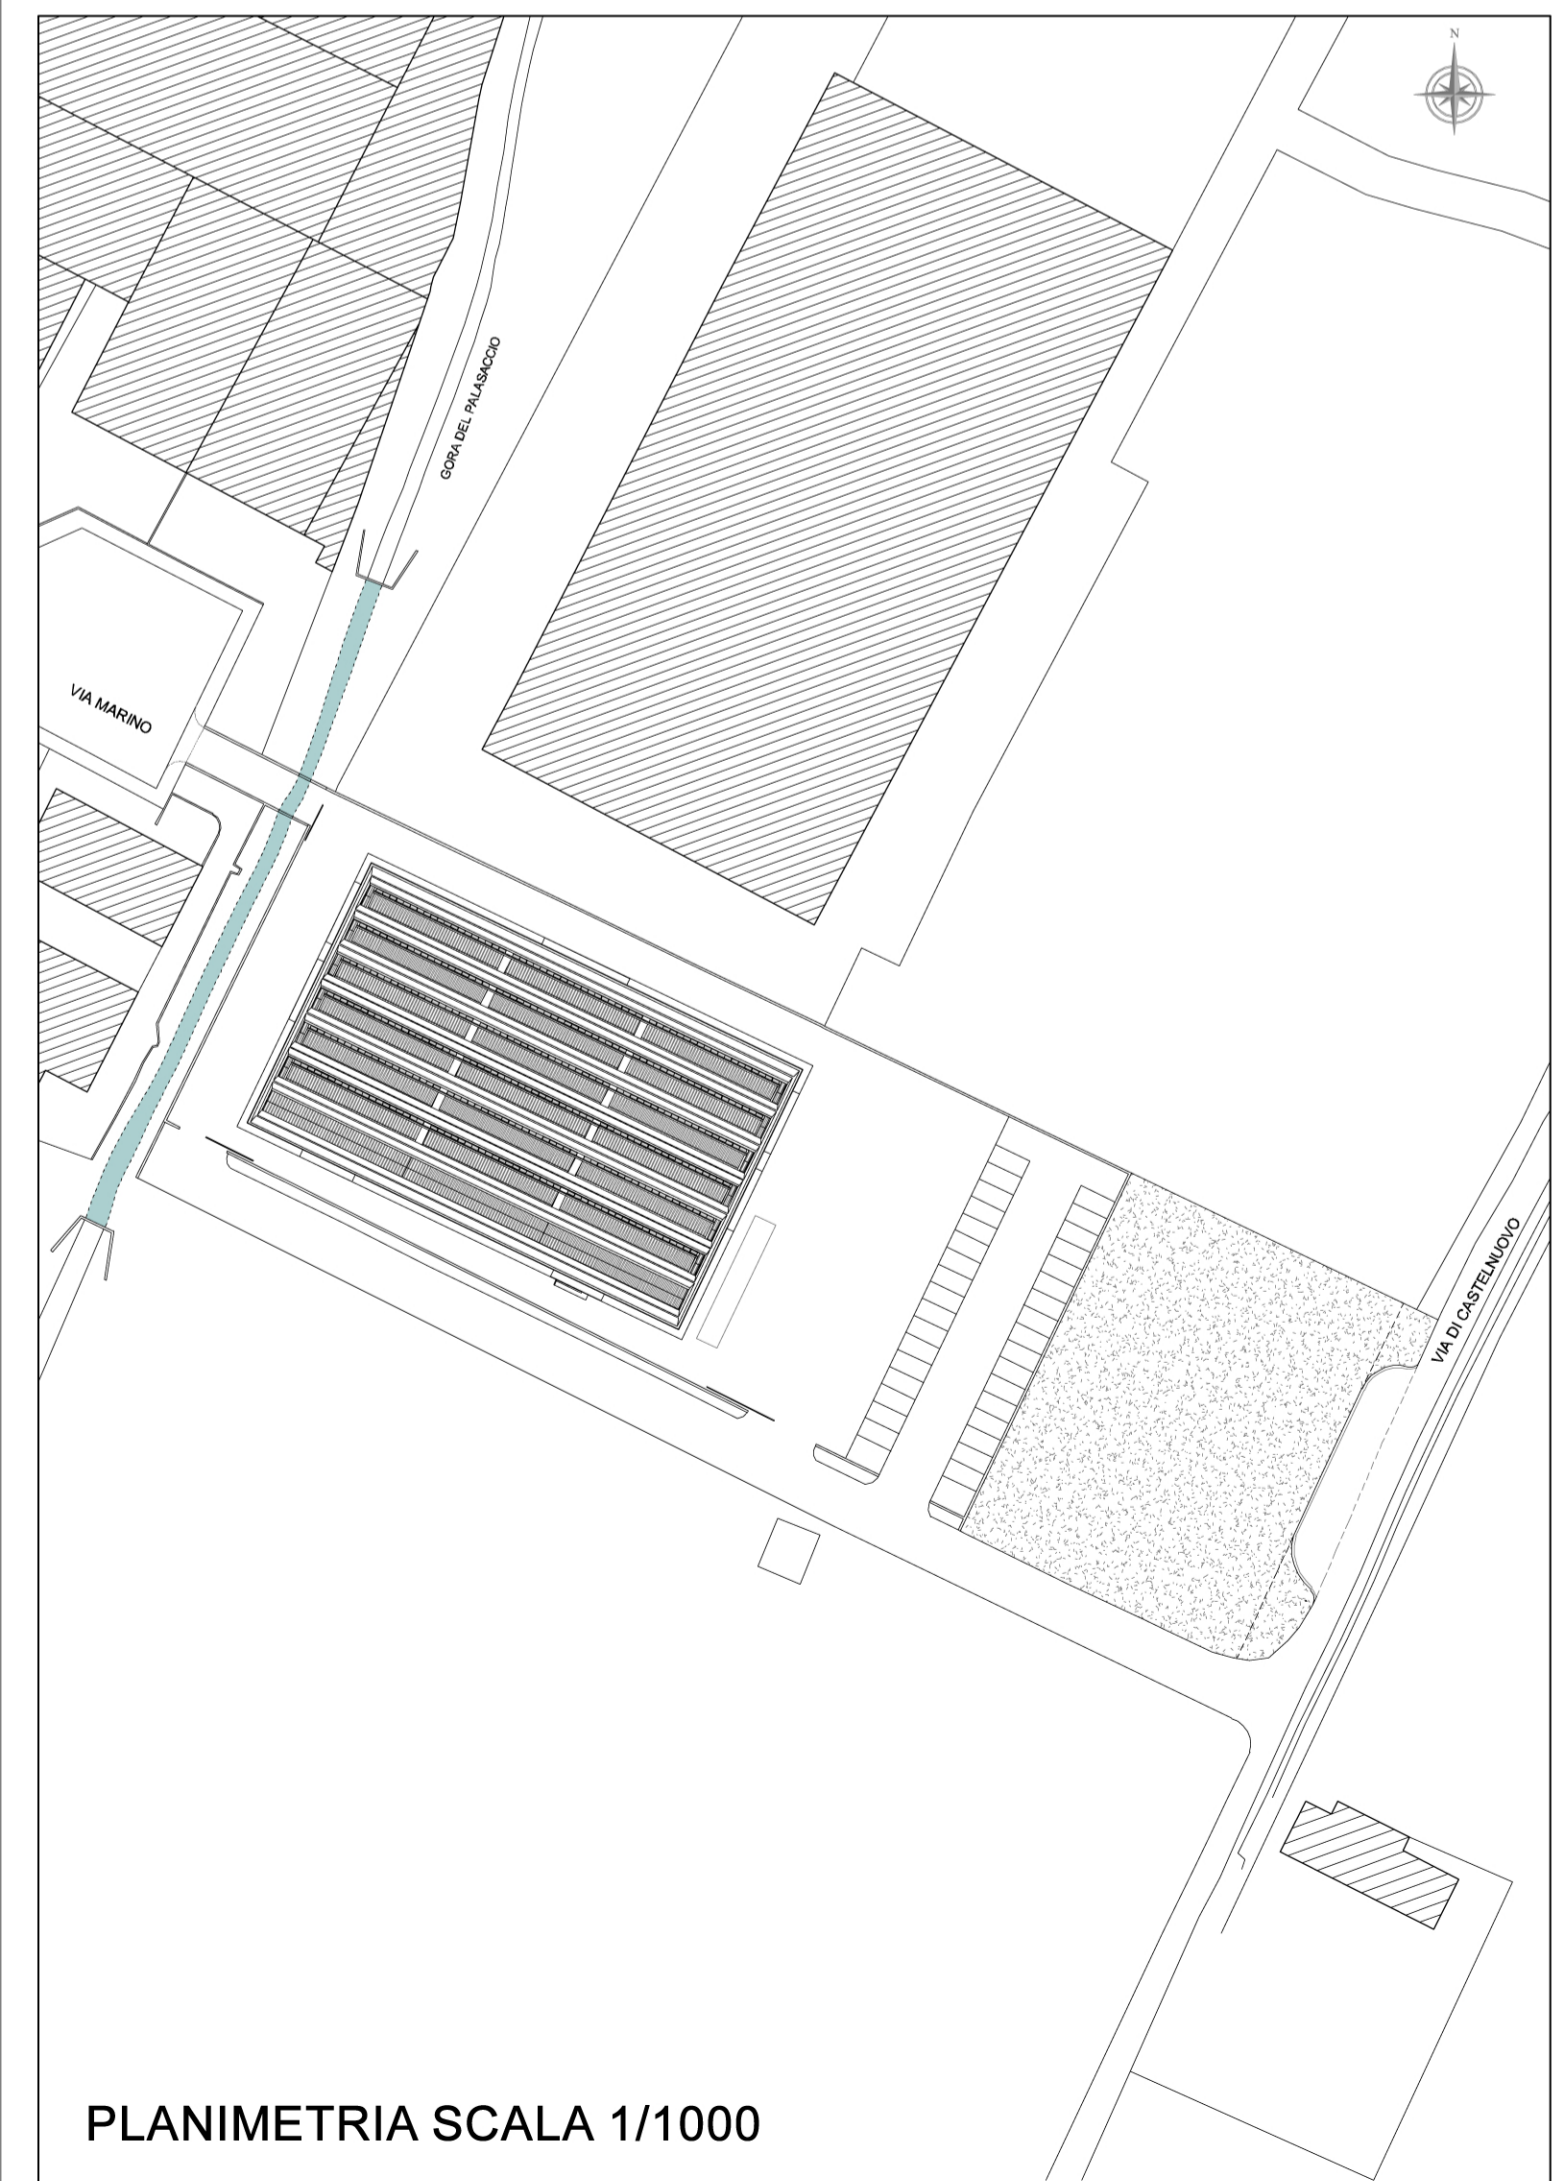 N
GORA DEL PALASACCIO
VIA MARINO
VIA DI CASTELNUOVO
PLANIMETRIA SCALA 1/1000